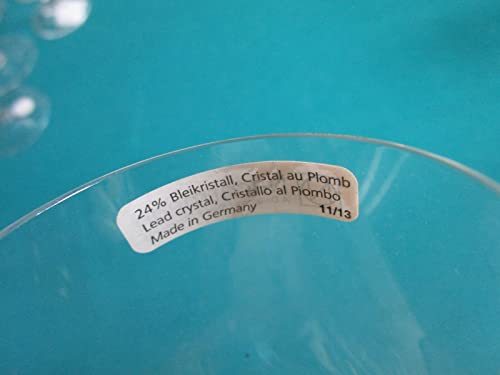 24% Bleikristall, Cristal au Plomb
Lead crystal, Cristallo al Piombo
Made in Germany 11/13